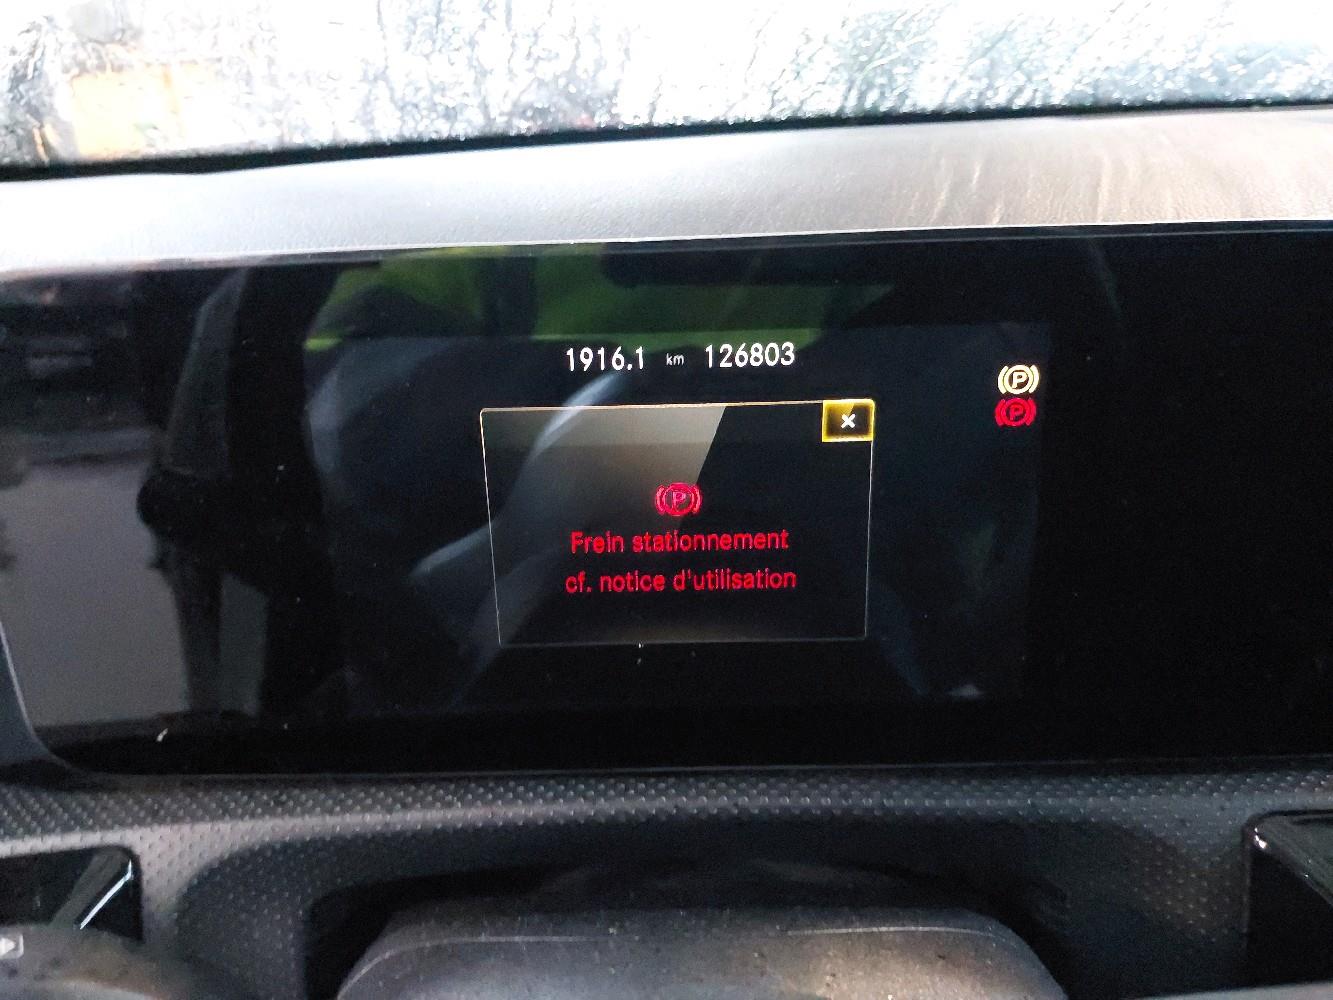 1916.1 km 126803
P
P
×
P
Frein stationnement
cf. notice d'utilisation